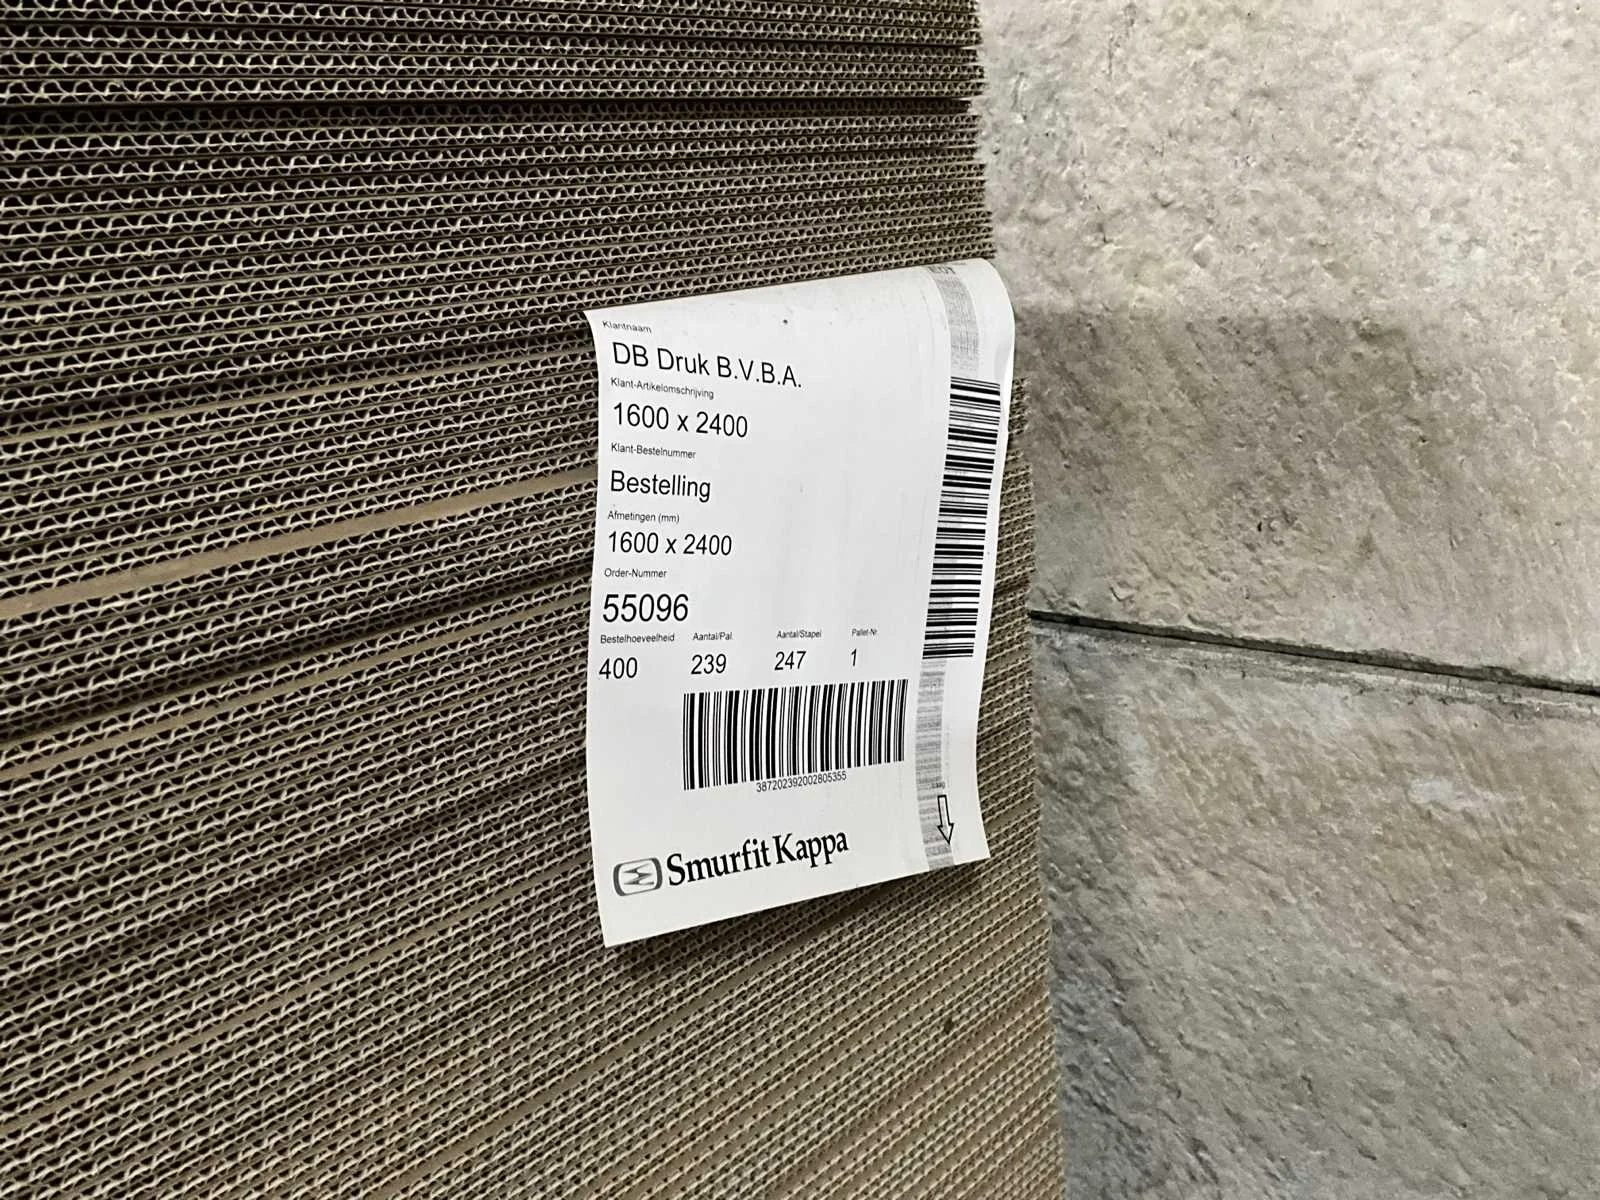 Klantnaam
DB Druk B.V.B.A.
Klant-Artikelomschrijving
1600 x 2400
Klant-Bestelnummer
Bestelling
Afmetingen (mm)
1600 x 2400
Order-Nummer
55096
Bestelhoeveelheid Aantal/Pal. Aantal/Stapel Pallet-Nr.
400 239 247 1
387202392002805355
Smurfit Kappa